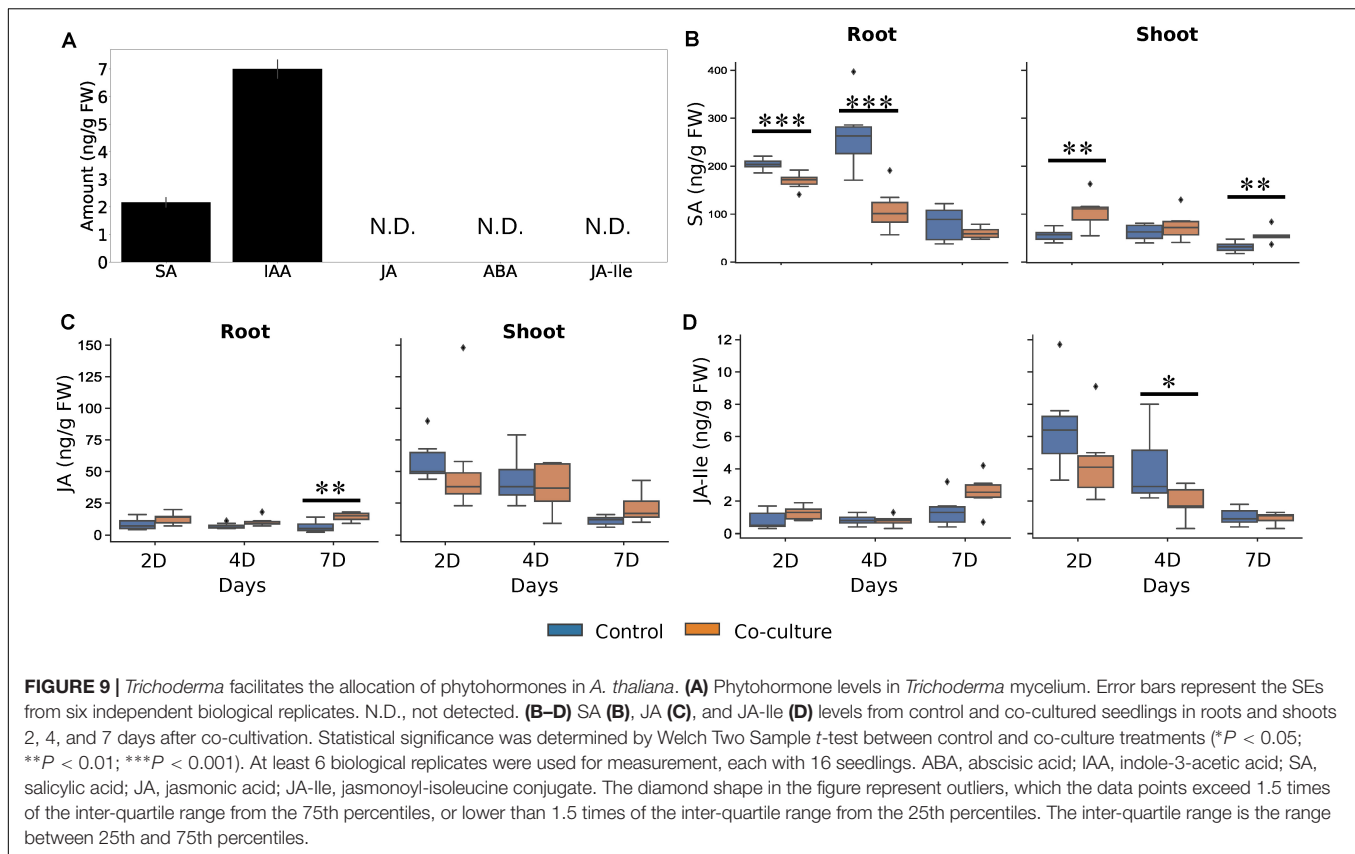 A
Amount (ng/g FW)
7
6
5
4
3
2
1
0
N.D.
N.D.
N.D.
SA
IAA
JA
ABA
JA-Ile
B
Root
Shoot
SA (ng/g FW)
400
300
200
100
0
***
***
**
**
C
Root
Shoot
JA (ng/g FW)
150
125
100
75
50
25
0
**
2D
4D
7D
Days
2D
4D
7D
Days
D
JA-Ile (ng/g FW)
12
10
8
6
4
2
0
*
2D
4D
7D
Days
2D
4D
7D
Days
Control
Co-culture
FIGURE 9 | Trichoderma facilitates the allocation of phytohormones in A. thaliana. (A) Phytohormone levels in Trichoderma mycelium. Error bars represent the SEs
from six independent biological replicates. N.D., not detected. (B–D) SA (B), JA (C), and JA-Ile (D) levels from control and co-cultured seedlings in roots and shoots
2, 4, and 7 days after co-cultivation. Statistical significance was determined by Welch Two Sample t-test between control and co-culture treatments (*P < 0.05;
**P < 0.01; ***P < 0.001). At least 6 biological replicates were used for measurement, each with 16 seedlings. ABA, abscisic acid; IAA, indole-3-acetic acid; SA,
salicylic acid; JA, jasmonic acid; JA-Ile, jasmonoyl-isoleucine conjugate. The diamond shape in the figure represent outliers, which the data points exceed 1.5 times
of the inter-quartile range from the 75th percentiles, or lower than 1.5 times of the inter-quartile range from the 25th percentiles. The inter-quartile range is the range
between 25th and 75th percentiles.